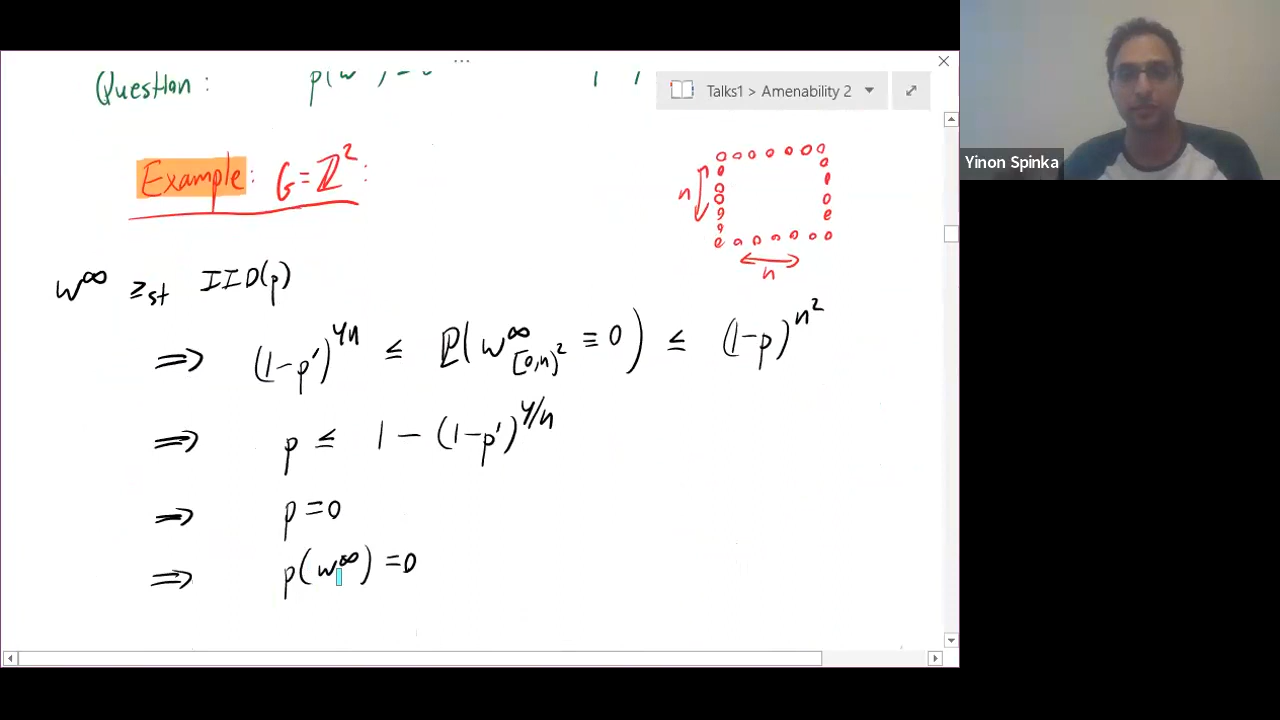 Question :
Talks1 > Amenability 2
Yinon Spinka
Example : G = ℤ²:
n
n
w^∞ ≥_st IID(p)
⟹ (1-p')^{4n} ≤ ℙ(w^∞_{[0,n)²} ≡ 0) ≤ (1-p)^{n²}
⟹ p ≤ 1 - (1-p')^{4/n}
⟹ p = 0
⟹ p(w^∞) = 0